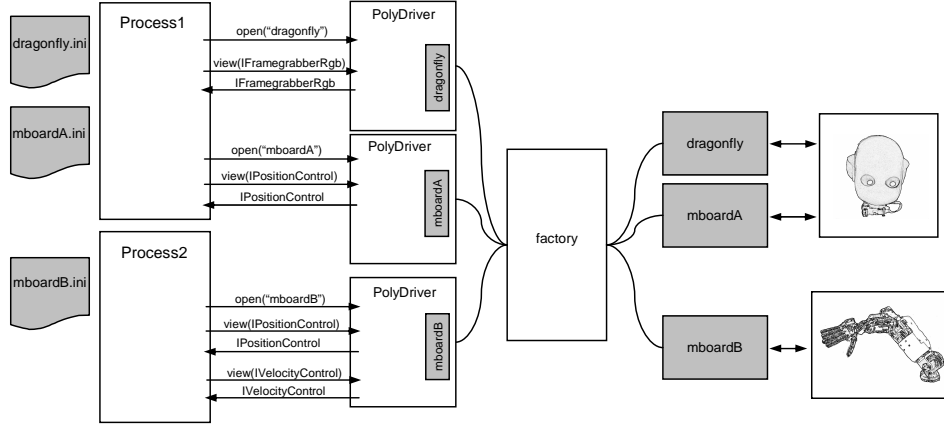 dragonfly.ini
mboardA.ini
mboardB.ini
Process1
open(“dragonfly”)
view(IFramegrabberRgb)
IFramegrabberRgb
open(“mboardA”)
view(IPositionControl)
IPositionControl
Process2
open(“mboardB”)
view(IPositionControl)
IPositionControl
view(IVelocityControl)
IVelocityControl
PolyDriver
dragonfly
PolyDriver
mboardA
PolyDriver
mboardB
factory
dragonfly
mboardA
mboardB